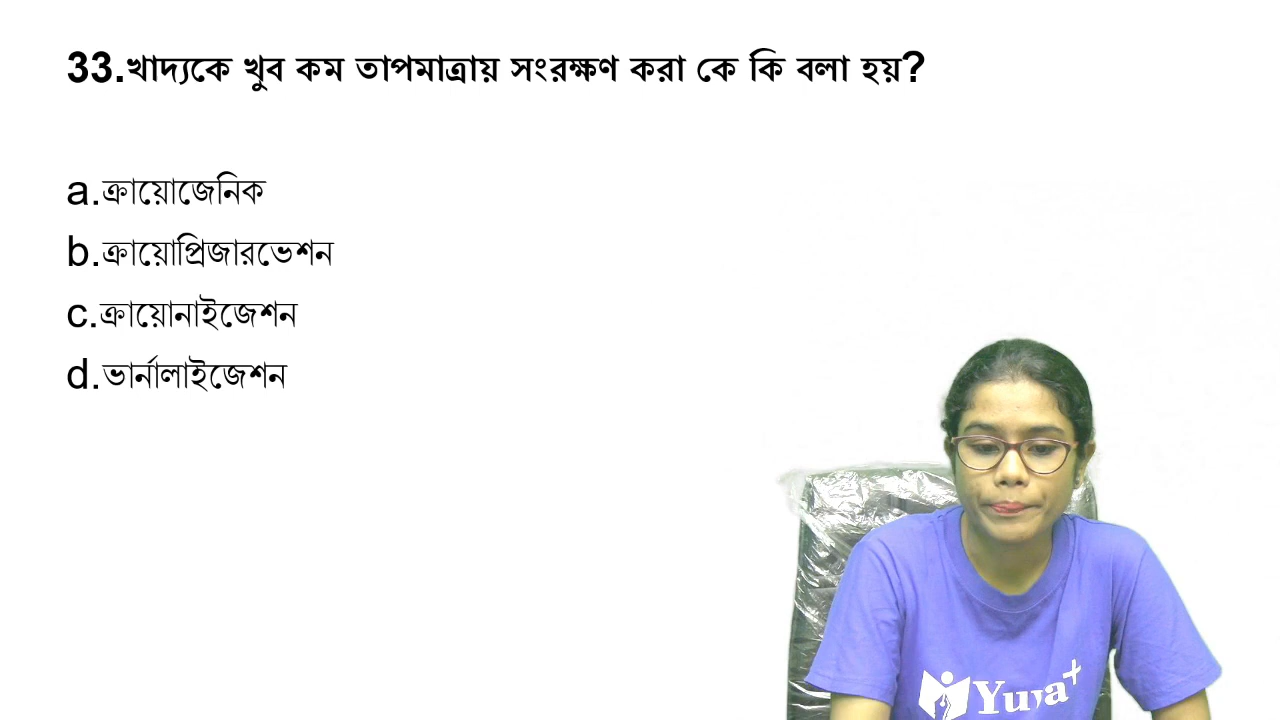 33.খাদ্যকে খুব কম তাপমাত্রায় সংরক্ষণ করা কে কি বলা হয়?
a.ক্রায়োজেনিক
b.ক্রায়োপ্রিজারভেশন
c.ক্রায়োনাইজেশন
d.ভার্নালাইজেশন
Yuva+